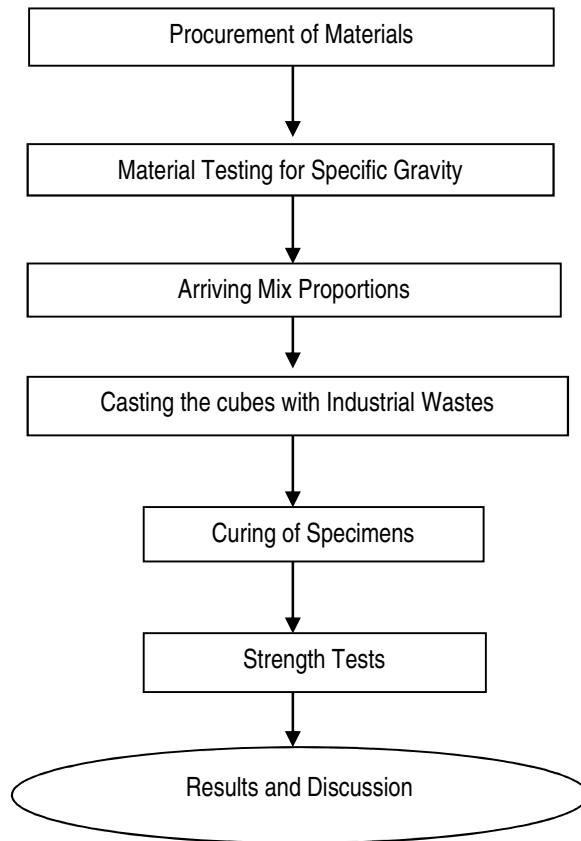 Procurement of Materials
Material Testing for Specific Gravity
Arriving Mix Proportions
Casting the cubes with Industrial Wastes
Curing of Specimens
Strength Tests
Results and Discussion